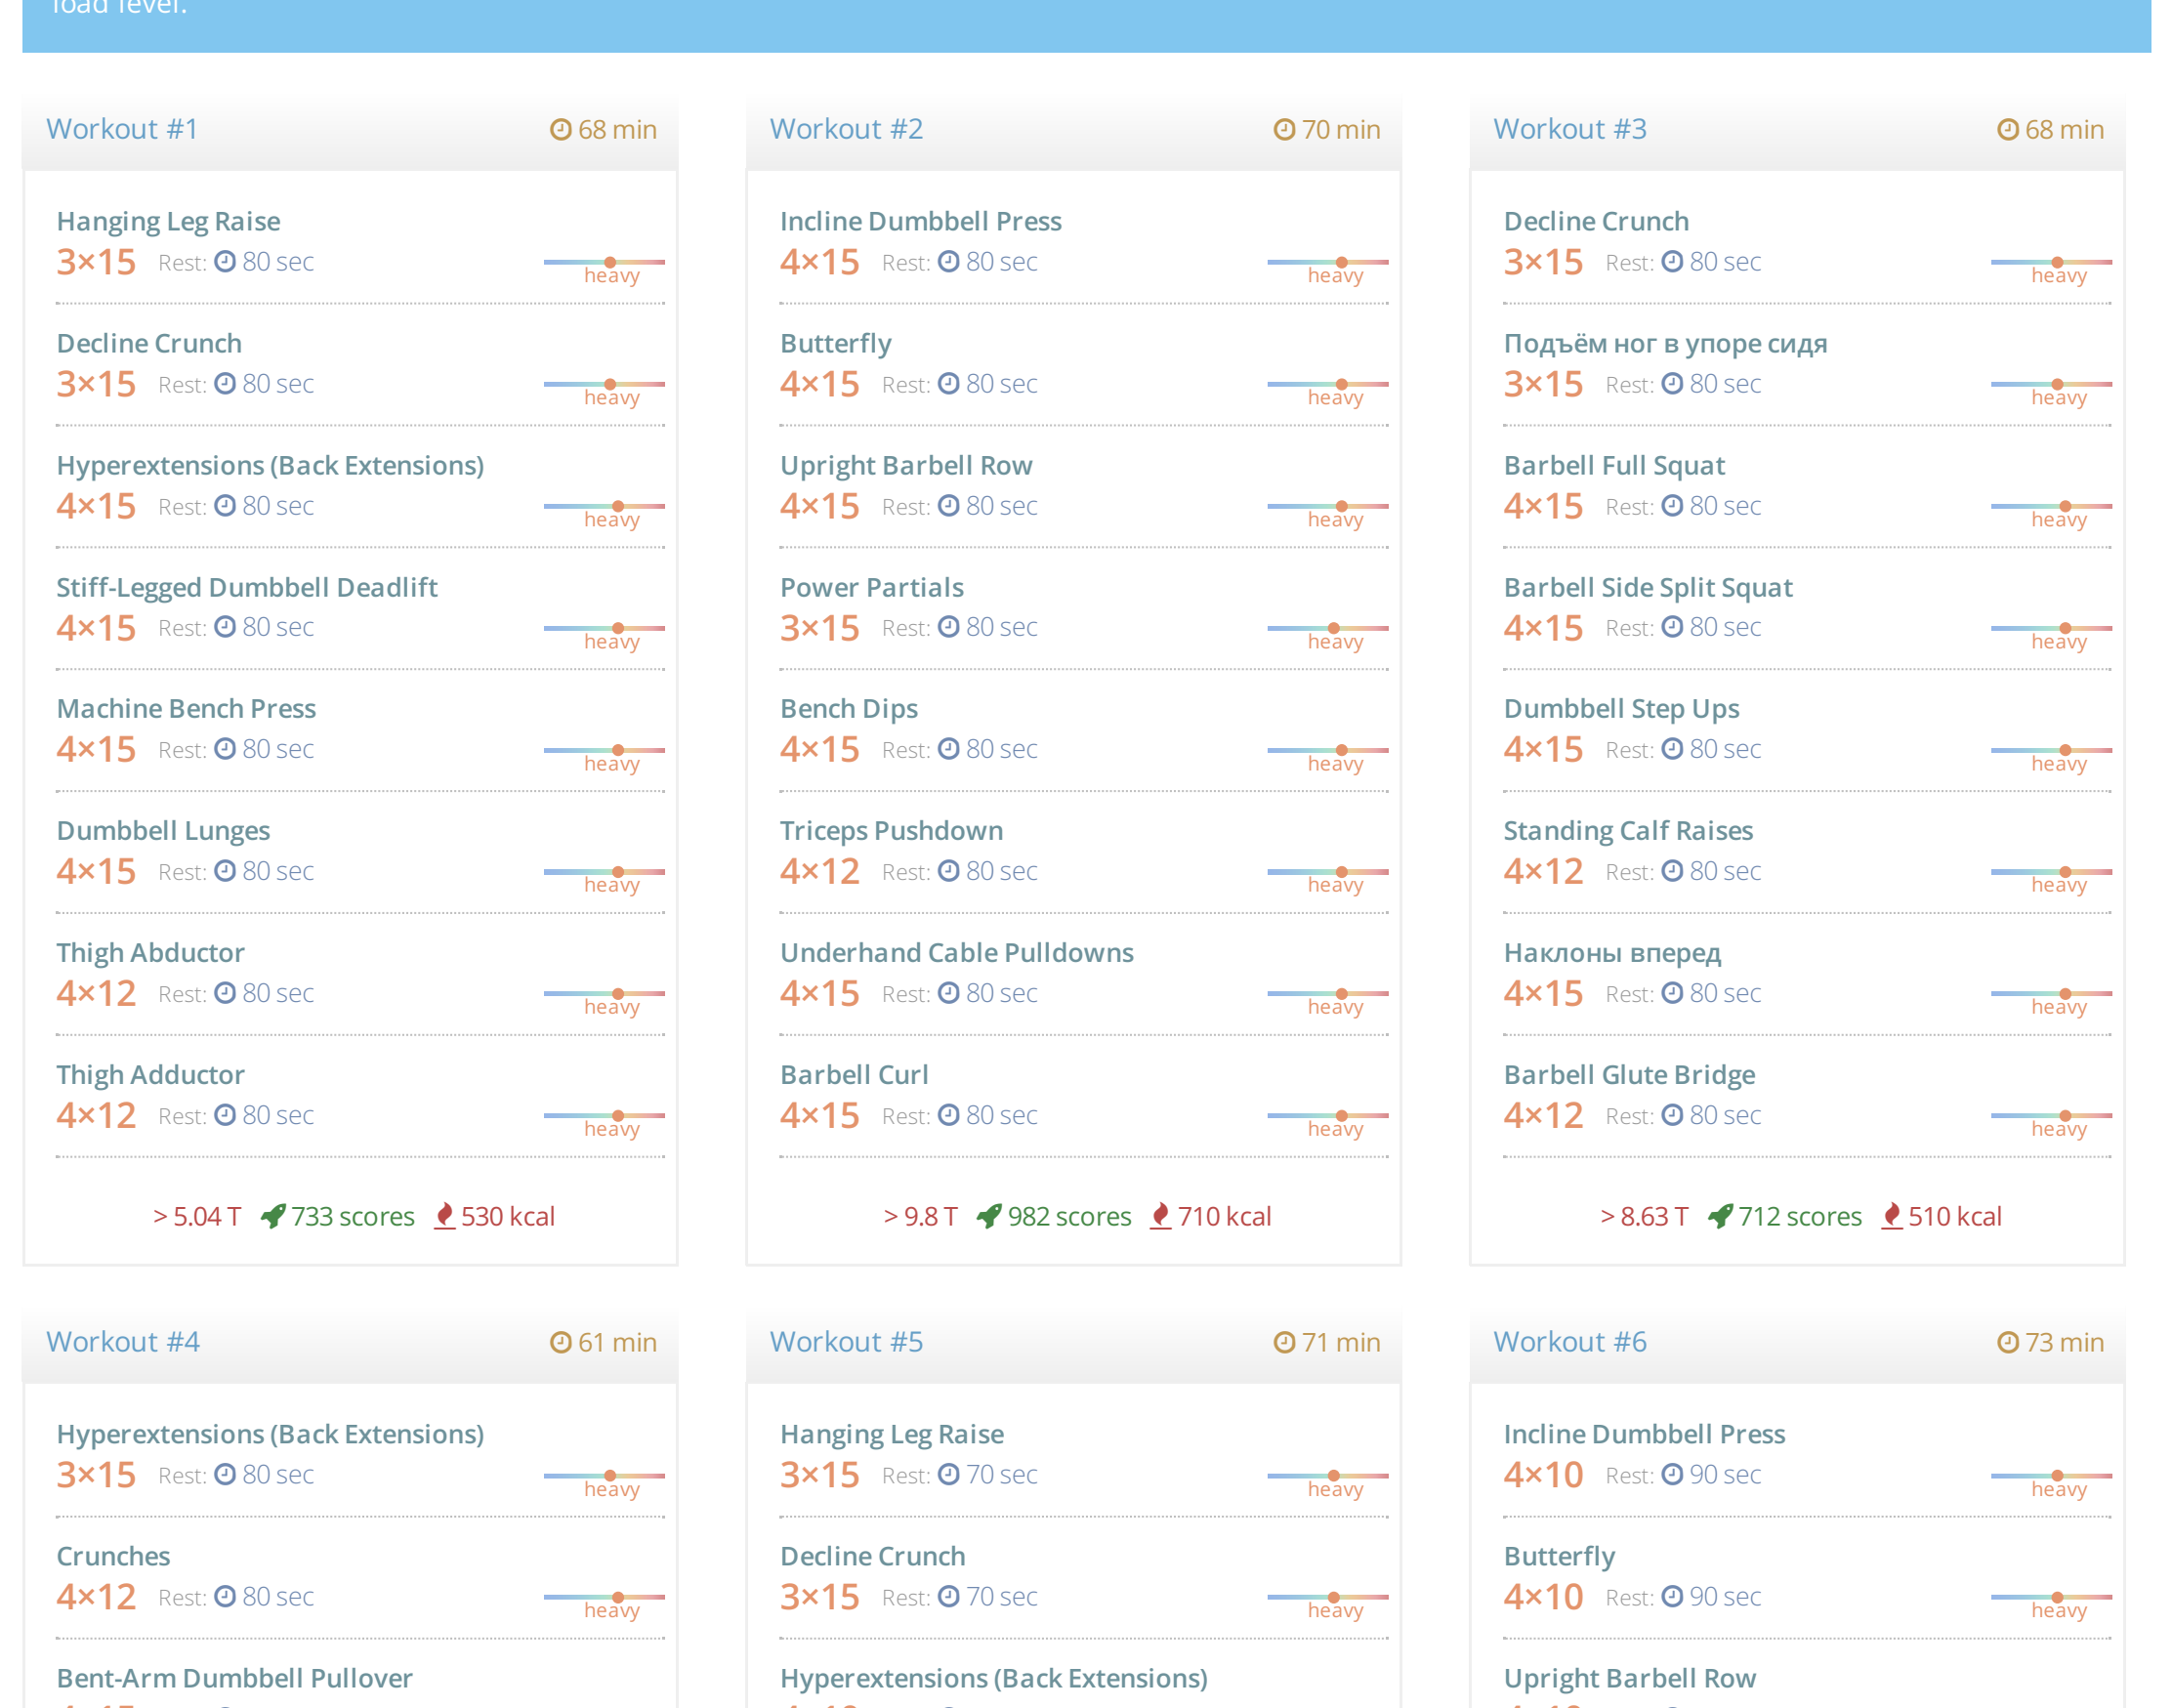 load level.
Workout #1 68 min
Hanging Leg Raise
3×15 Rest: 80 sec
heavy
Decline Crunch
3×15 Rest: 80 sec
heavy
Hyperextensions (Back Extensions)
4×15 Rest: 80 sec
heavy
Stiff-Legged Dumbbell Deadlift
4×15 Rest: 80 sec
heavy
Machine Bench Press
4×15 Rest: 80 sec
heavy
Dumbbell Lunges
4×15 Rest: 80 sec
heavy
Thigh Abductor
4×12 Rest: 80 sec
heavy
Thigh Adductor
4×12 Rest: 80 sec
heavy
> 5.04 T 733 scores 530 kcal
Workout #2 70 min
Incline Dumbbell Press
4×15 Rest: 80 sec
heavy
Butterfly
4×15 Rest: 80 sec
heavy
Upright Barbell Row
4×15 Rest: 80 sec
heavy
Power Partials
3×15 Rest: 80 sec
heavy
Bench Dips
4×15 Rest: 80 sec
heavy
Triceps Pushdown
4×12 Rest: 80 sec
heavy
Underhand Cable Pulldowns
4×15 Rest: 80 sec
heavy
Barbell Curl
4×15 Rest: 80 sec
heavy
> 9.8 T 982 scores 710 kcal
Workout #3 68 min
Decline Crunch
3×15 Rest: 80 sec
heavy
Подъём ног в упоре сидя
3×15 Rest: 80 sec
heavy
Barbell Full Squat
4×15 Rest: 80 sec
heavy
Barbell Side Split Squat
4×15 Rest: 80 sec
heavy
Dumbbell Step Ups
4×15 Rest: 80 sec
heavy
Standing Calf Raises
4×12 Rest: 80 sec
heavy
Наклоны вперед
4×15 Rest: 80 sec
heavy
Barbell Glute Bridge
4×12 Rest: 80 sec
heavy
> 8.63 T 712 scores 510 kcal
Workout #4 61 min
Hyperextensions (Back Extensions)
3×15 Rest: 80 sec
heavy
Crunches
4×12 Rest: 80 sec
heavy
Bent-Arm Dumbbell Pullover
Workout #5 71 min
Hanging Leg Raise
3×15 Rest: 70 sec
heavy
Decline Crunch
3×15 Rest: 70 sec
heavy
Hyperextensions (Back Extensions)
Workout #6 73 min
Incline Dumbbell Press
4×10 Rest: 90 sec
heavy
Butterfly
4×10 Rest: 90 sec
heavy
Upright Barbell Row